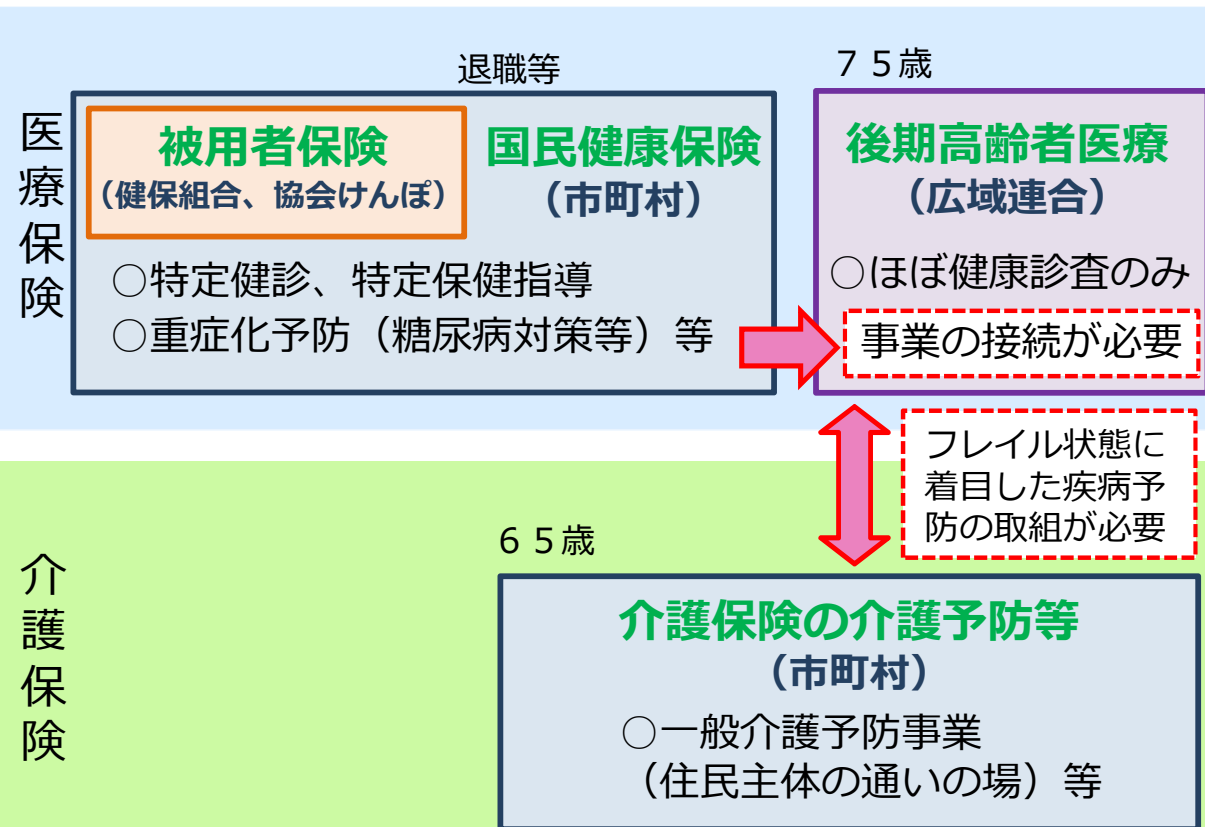 医療保険
退職等
７５歳
被用者保険
（健保組合、協会けんぽ）
国民健康保険
（市町村）
○特定健診、特定保健指導
○重症化予防（糖尿病対策等）等
後期高齢者医療
（広域連合）
○ほぼ健康診査のみ
事業の接続が必要
フレイル状態に
着目した疾病予
防の取組が必要
介護保険
６５歳
介護保険の介護予防等
（市町村）
○一般介護予防事業
（住民主体の通いの場）等